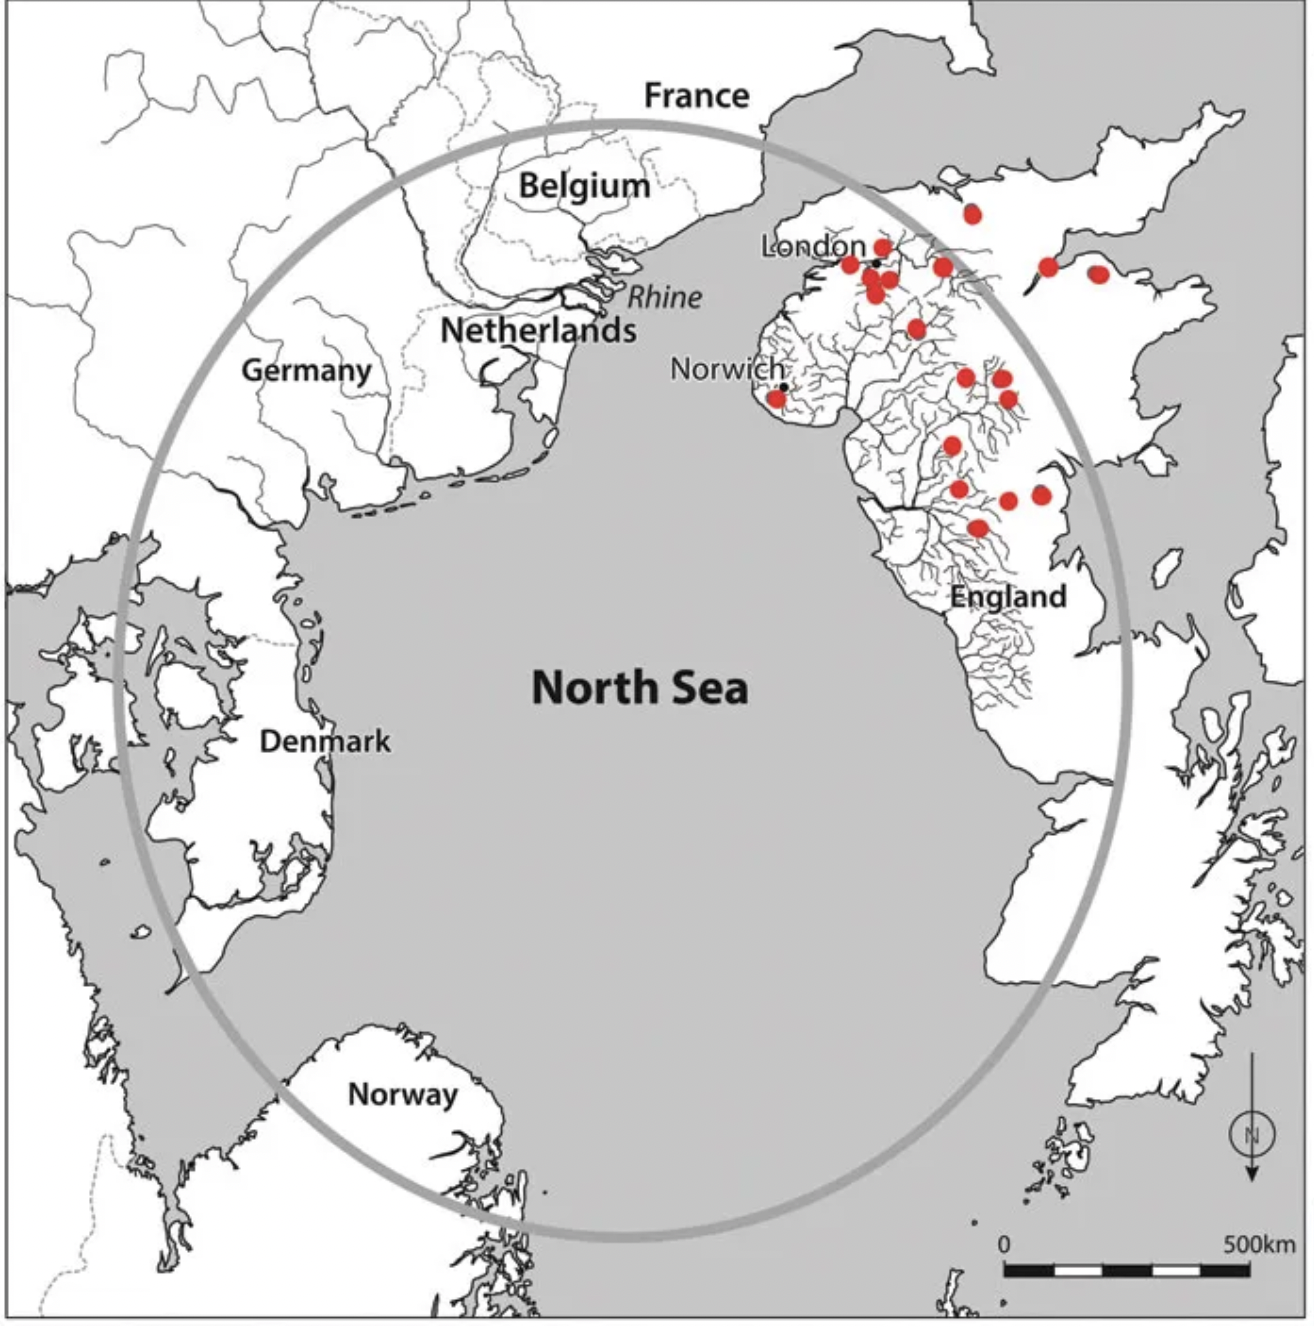 France
Belgium
London
Rhine
Netherlands
Germany
Norwich
England
North Sea
Denmark
Norway
N
0 500km